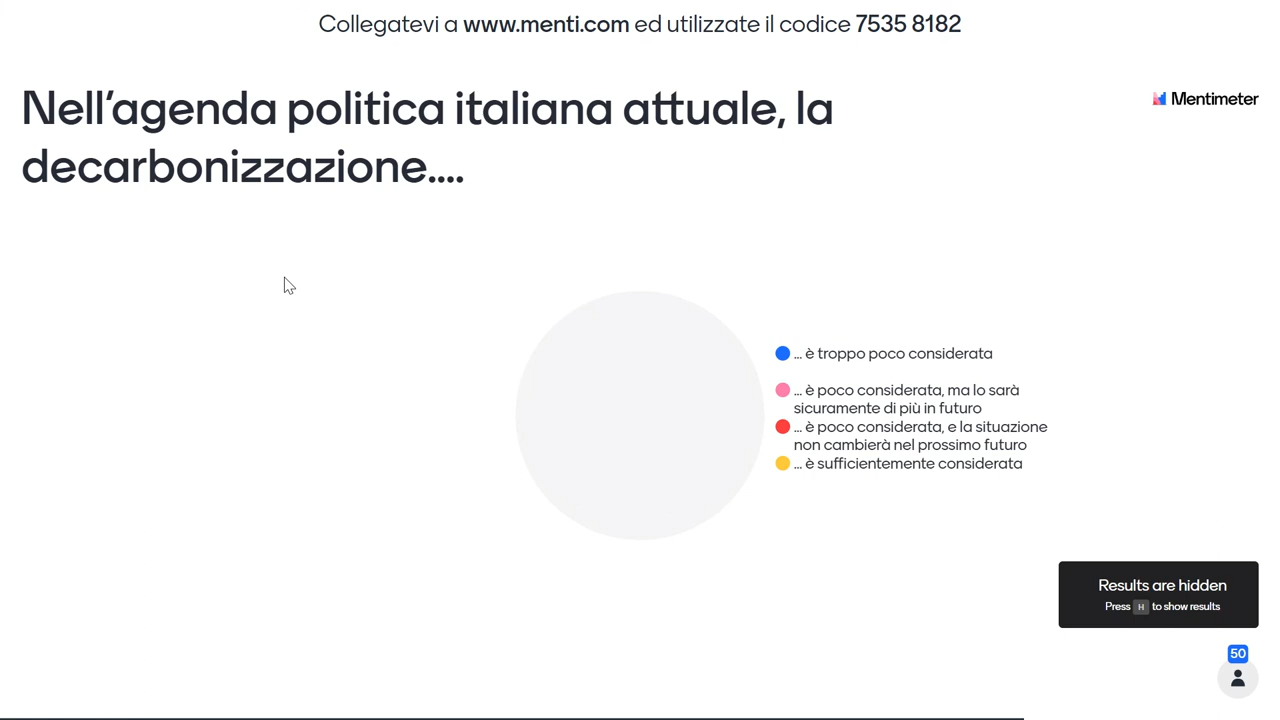 Collegatevi a www.menti.com ed utilizzate il codice 7535 8182
Nell'agenda politica italiana attuale, la
decarbonizzazione....
Mentimeter
... è troppo poco considerata
... è poco considerata, ma lo sarà
sicuramente di più in futuro
... è poco considerata, e la situazione
non cambierà nel prossimo futuro
... è sufficientemente considerata
Results are hidden
Press H to show results
50